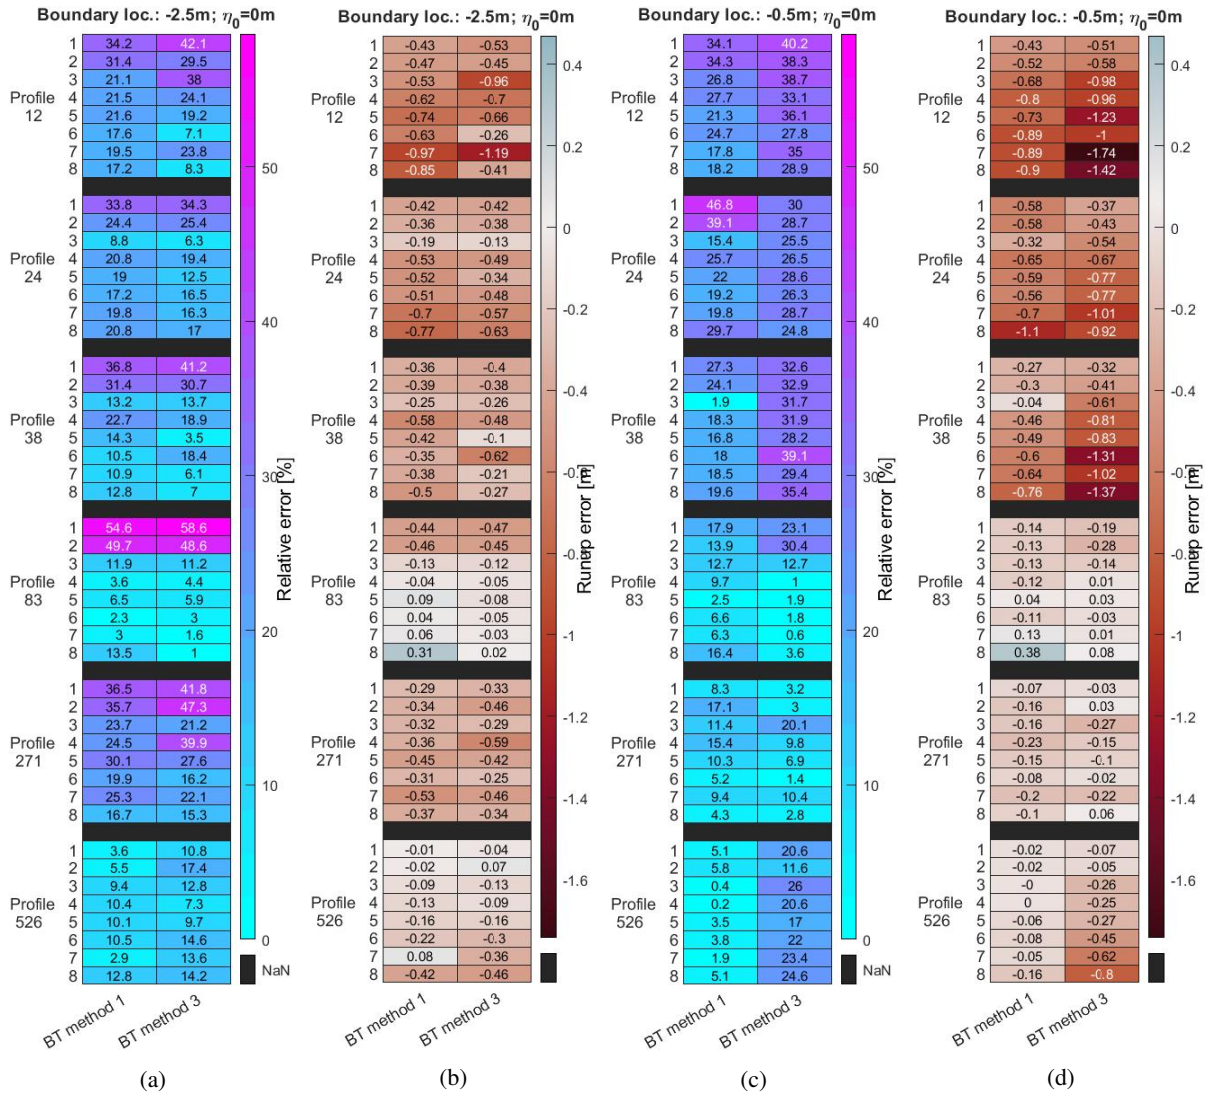 Boundary loc.: -2.5m; η0=0m
Profile 12
1 34.2 42.1
2 31.4 29.5
3 21.1 38
4 21.5 24.1
5 21.6 19.2
6 17.6 7.1
7 19.5 23.8
8 17.2 8.3
Profile 24
1 33.8 34.3
2 24.4 25.4
3 8.8 6.3
4 20.8 19.4
5 19 12.5
6 17.2 16.5
7 19.8 16.3
8 20.8 17
Profile 38
1 36.8 41.2
2 31.4 30.7
3 13.2 13.7
4 22.7 18.9
5 14.3 3.5
6 10.5 18.4
7 10.9 6.1
8 12.8 7
Profile 83
1 54.6 58.6
2 49.7 48.6
3 11.9 11.2
4 3.6 4.4
5 6.5 5.9
6 2.3 3
7 3 1.6
8 13.5 1
Profile 271
1 36.5 41.8
2 35.7 47.3
3 23.7 21.2
4 24.5 39.9
5 30.1 27.6
6 19.9 16.2
7 25.3 22.1
8 16.7 15.3
Profile 526
1 3.6 10.8
2 5.5 17.4
3 9.4 12.8
4 10.4 7.3
5 10.1 9.7
6 10.5 14.6
7 2.9 13.6
8 12.8 14.2
BT method 1
BT method 3
50
40
30
20
10
0
NaN
Relative error [%]
(a)
Boundary loc.: -2.5m; η0=0m
Profile 12
1 -0.43 -0.53
2 -0.47 -0.45
3 -0.53 -0.96
4 -0.62 -0.7
5 -0.74 -0.66
6 -0.63 -0.26
7 -0.97 -1.19
8 -0.85 -0.41
Profile 24
1 -0.42 -0.42
2 -0.36 -0.38
3 -0.19 -0.13
4 -0.53 -0.49
5 -0.52 -0.34
6 -0.51 -0.48
7 -0.7 -0.57
8 -0.77 -0.63
Profile 38
1 -0.36 -0.4
2 -0.39 -0.38
3 -0.25 -0.26
4 -0.58 -0.48
5 -0.42 -0.1
6 -0.35 -0.62
7 -0.38 -0.21
8 -0.5 -0.27
Profile 83
1 -0.44 -0.47
2 -0.46 -0.45
3 -0.13 -0.12
4 -0.04 -0.05
5 0.09 -0.08
6 0.04 -0.05
7 0.06 -0.03
8 0.31 0.02
Profile 271
1 -0.29 -0.33
2 -0.34 -0.46
3 -0.32 -0.29
4 -0.36 -0.59
5 -0.45 -0.42
6 -0.31 -0.25
7 -0.53 -0.46
8 -0.37 -0.34
Profile 526
1 -0.01 -0.04
2 -0.02 0.07
3 -0.09 -0.13
4 -0.13 -0.09
5 -0.16 -0.16
6 -0.22 -0.3
7 0.08 -0.36
8 -0.42 -0.46
BT method 1
BT method 3
0.4
0.2
0
-0.2
-0.4
-0.6
-0.8
-1
-1.2
-1.4
-1.6
Runup error [m]
(b)
Boundary loc.: -0.5m; η0=0m
Profile 12
1 34.1 40.2
2 34.3 38.3
3 26.8 38.7
4 27.7 33.1
5 21.3 36.1
6 24.7 27.8
7 17.8 35
8 18.2 28.9
Profile 24
1 46.8 30
2 39.1 28.7
3 15.4 25.5
4 25.7 26.5
5 22 28.6
6 19.2 26.3
7 19.8 28.7
8 29.7 24.8
Profile 38
1 27.3 32.6
2 24.1 32.9
3 1.9 31.7
4 18.3 31.9
5 16.8 28.2
6 18 39.1
7 18.5 29.4
8 19.6 35.4
Profile 83
1 17.9 23.1
2 13.9 30.4
3 12.7 12.7
4 9.7 1
5 2.5 1.9
6 6.6 1.8
7 6.3 0.6
8 16.4 3.6
Profile 271
1 8.3 3.2
2 17.1 3
3 11.4 20.1
4 15.4 9.8
5 10.3 6.9
6 5.2 1.4
7 9.4 10.4
8 4.3 2.8
Profile 526
1 5.1 20.6
2 5.8 11.6
3 0.4 26
4 0.2 20.6
5 3.5 17
6 3.8 22
7 1.9 23.4
8 5.1 24.6
BT method 1
BT method 3
50
40
30
20
10
0
NaN
Relative error [%]
(c)
Boundary loc.: -0.5m; η0=0m
Profile 12
1 -0.43 -0.51
2 -0.52 -0.58
3 -0.68 -0.98
4 -0.8 -0.96
5 -0.73 -1.23
6 -0.89 -1
7 -0.89 -1.74
8 -0.9 -1.42
Profile 24
1 -0.58 -0.37
2 -0.58 -0.43
3 -0.32 -0.54
4 -0.65 -0.67
5 -0.59 -0.77
6 -0.56 -0.77
7 -0.7 -1.01
8 -1.1 -0.92
Profile 38
1 -0.27 -0.32
2 -0.3 -0.41
3 -0.04 -0.61
4 -0.46 -0.81
5 -0.49 -0.83
6 -0.6 -1.31
7 -0.64 -1.02
8 -0.76 -1.37
Profile 83
1 -0.14 -0.19
2 -0.13 -0.28
3 -0.13 -0.14
4 -0.12 0.01
5 0.04 0.03
6 -0.11 -0.03
7 0.13 0.01
8 0.38 0.08
Profile 271
1 -0.07 -0.03
2 -0.16 0.03
3 -0.16 -0.27
4 -0.23 -0.15
5 -0.15 -0.1
6 -0.08 -0.02
7 -0.2 -0.22
8 -0.1 0.06
Profile 526
1 -0.02 -0.07
2 -0.02 -0.05
3 -0 -0.26
4 0 -0.25
5 -0.06 -0.27
6 -0.08 -0.45
7 -0.05 -0.62
8 -0.16 -0.8
BT method 1
BT method 3
0.4
0.2
0
-0.2
-0.4
-0.6
-0.8
-1
-1.2
-1.4
-1.6
Runup error [m]
(d)